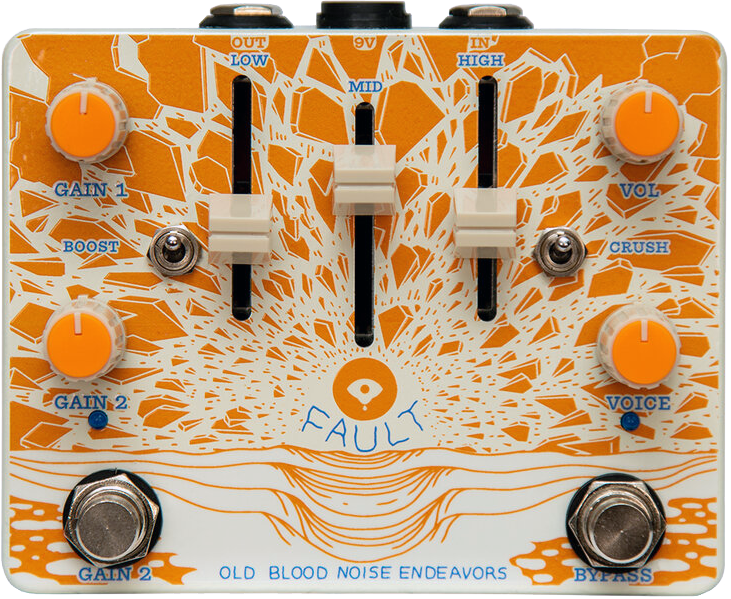 OUT
9V
IN
LOW
HIGH
MID
GAIN 1
VOL
BOOST
CRUSH
GAIN 2
VOICE
FAULT
GAIN 2
BYPASS
OLD BLOOD NOISE ENDEAVORS